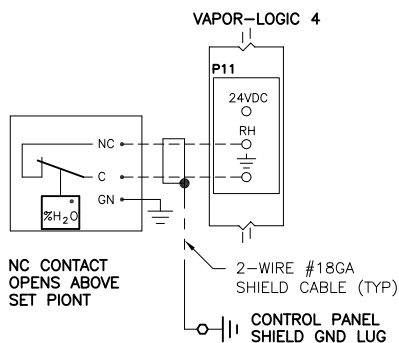 VAPOR-LOGIC 4
P11
24VDC
RH
NC
C
GN
%H2O
NC CONTACT
OPENS ABOVE
SET PIONT
2-WIRE #18GA
SHIELD CABLE (TYP)
CONTROL PANEL
SHIELD GND LUG